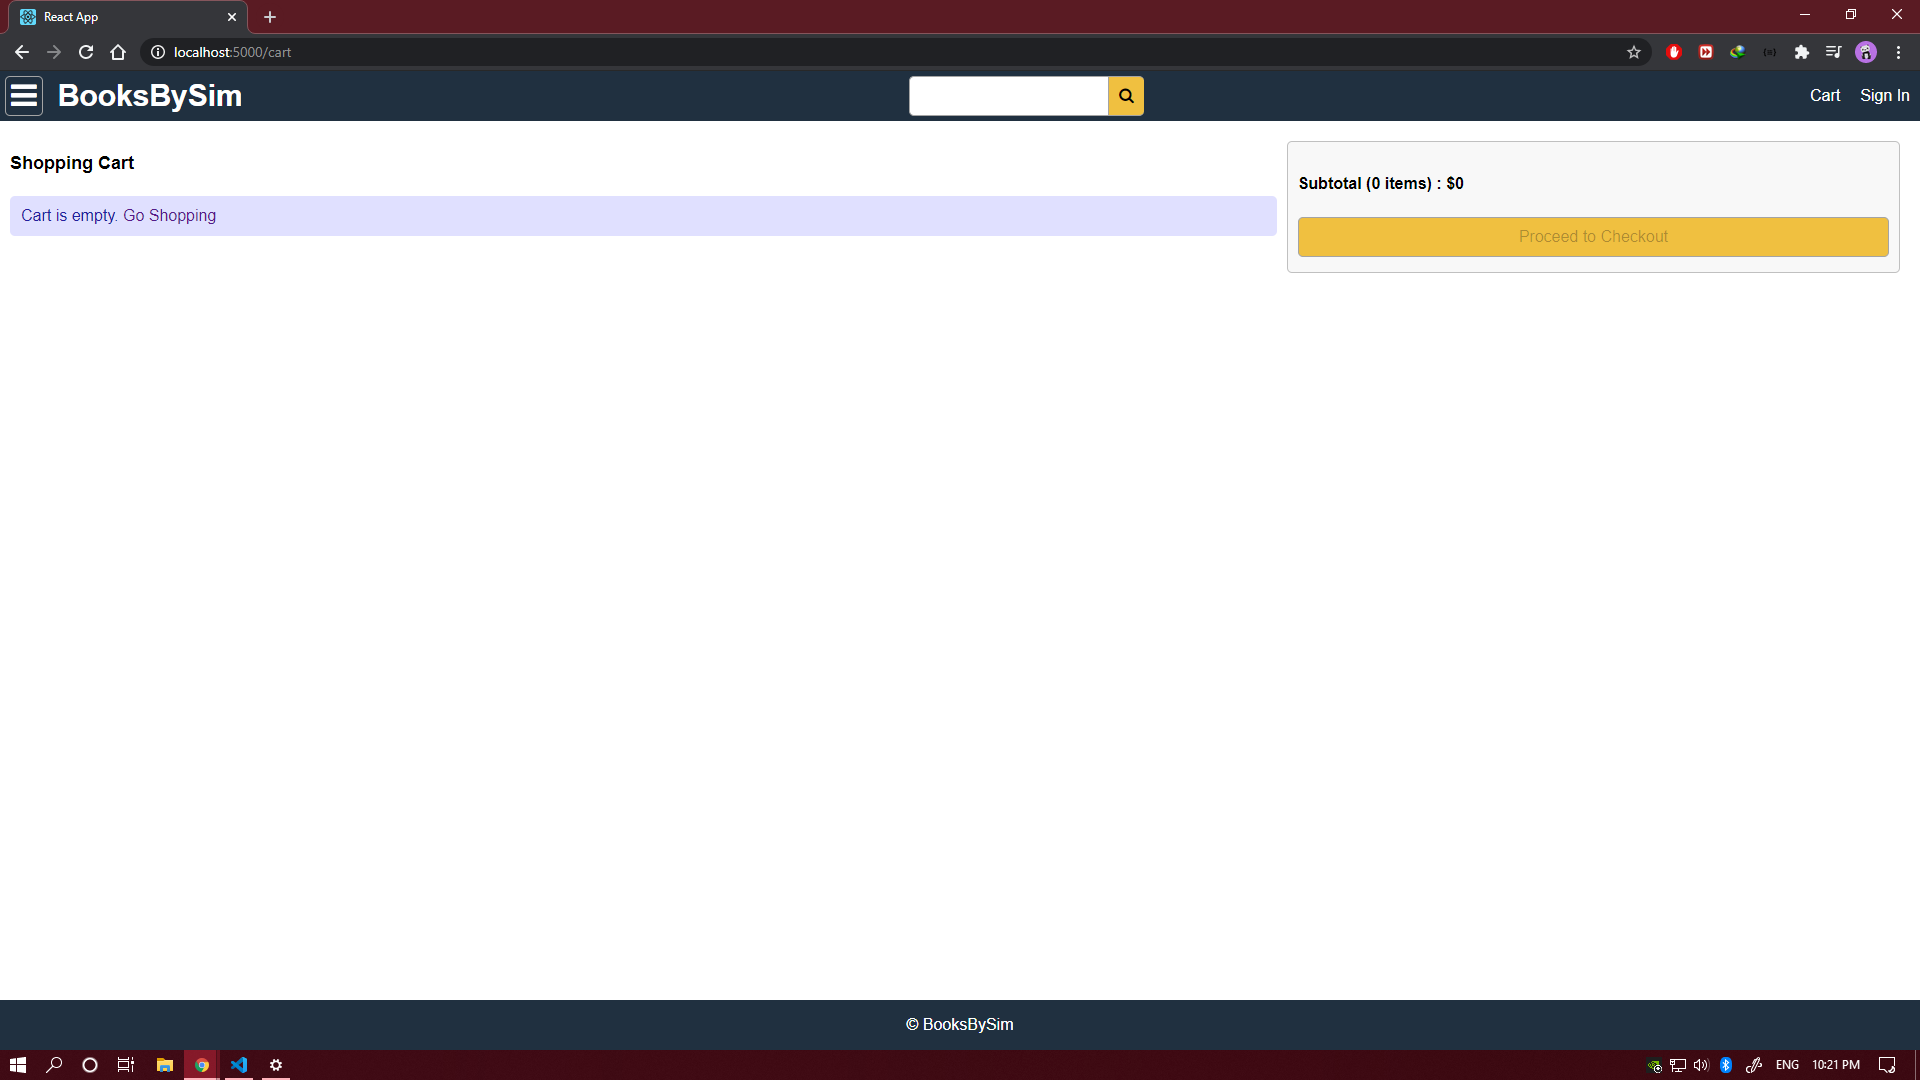 React App
localhost:5000/cart
BooksBySim
Cart
Sign In
Shopping Cart
Cart is empty. Go Shopping
Subtotal (0 items) : $0
Proceed to Checkout
© BooksBySim
ENG
10:21 PM